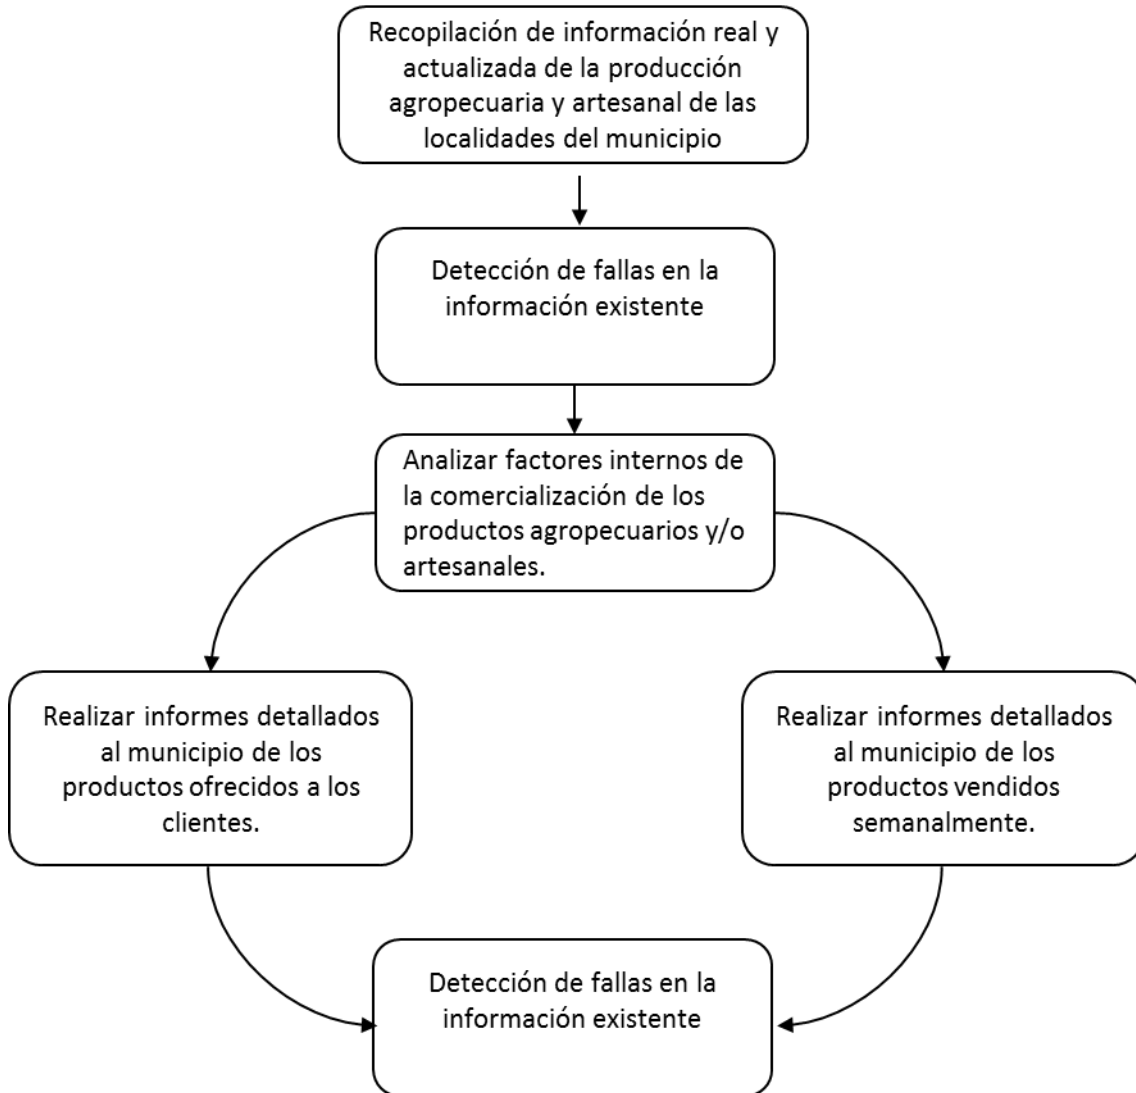 Recopilación de información real y
actualizada de la producción
agropecuaria y artesanal de las
localidades del municipio
Detección de fallas en la
información existente
Analizar factores internos de
la comercialización de los
productos agropecuarios y/o
artesanales.
Realizar informes detallados
al municipio de los
productos ofrecidos a los
clientes.
Realizar informes detallados
al municipio de los
productos vendidos
semanalmente.
Detección de fallas en la
información existente